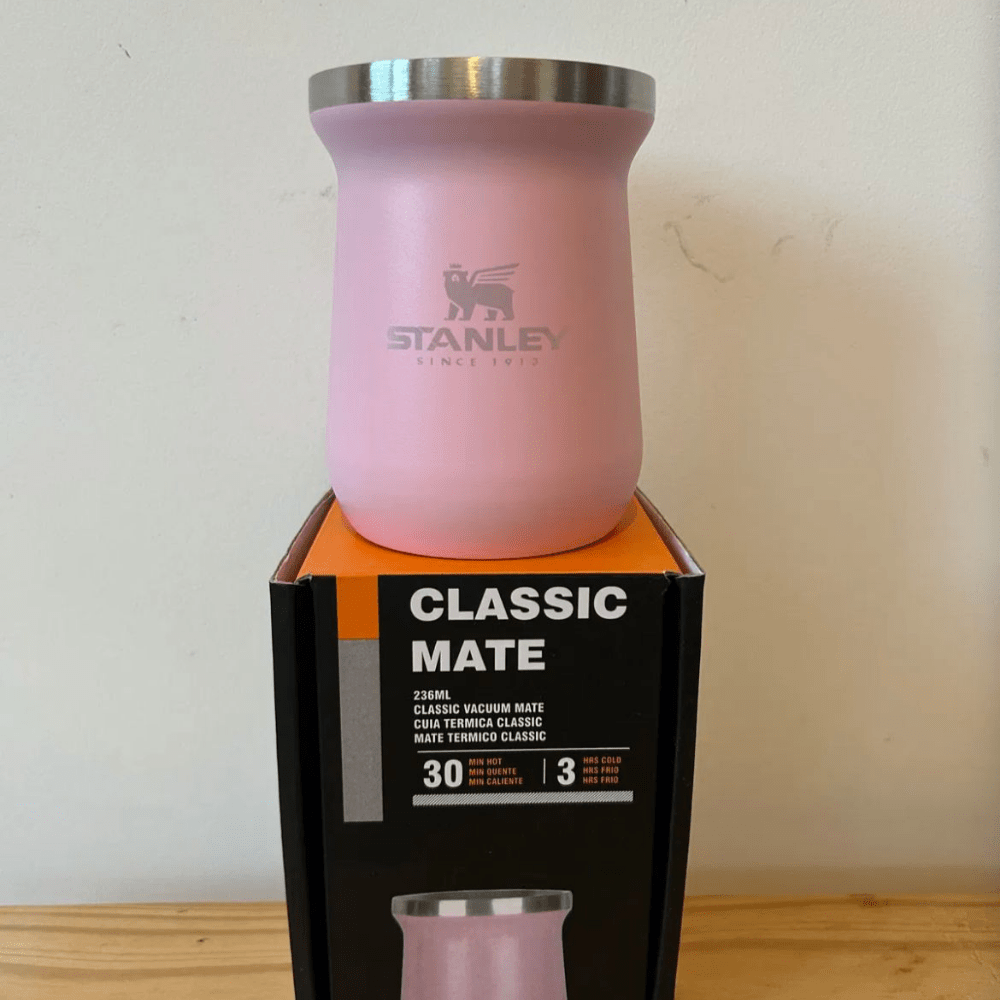 STANLEY
SINCE 1913
CLASSIC
MATE
236ML
CLASSIC VACUUM MATE
CUIA TERMICA CLASSIC
MATE TERMICO CLASSIC
30 MIN HOT
MIN QUENTE
MIN CALIENTE
3 HRS COLD
HRS FRIO
HRS FRIO